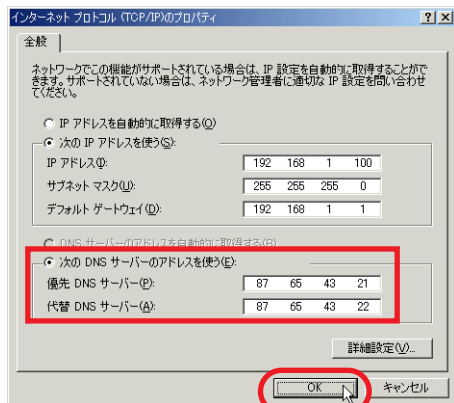 インターネット プロトコル (TCP/IP)のプロパティ
全般
ネットワークでこの機能がサポートされている場合は、IP 設定を自動的に取得することがで
きます。サポートされていない場合は、ネットワーク管理者に適切な IP 設定を問い合わせ
てください。
IP アドレスを自動的に取得する(O)
次の IP アドレスを使う(S):
IP アドレス(I): 192 168 1 100
サブネット マスク(U): 255 255 255 0
デフォルト ゲートウェイ(D): 192 168 1 1
DNS サーバーのアドレスを自動的に取得する(B)
次の DNS サーバーのアドレスを使う(E):
優先 DNS サーバー(P): 87 65 43 21
代替 DNS サーバー(A): 87 65 43 22
詳細設定(V)...
OK キャンセル